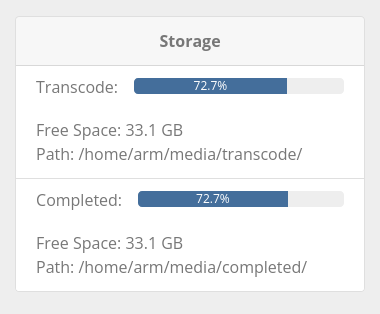 Storage
Transcode: 72.7%
Free Space: 33.1 GB
Path: /home/arm/media/transcode/
Completed: 72.7%
Free Space: 33.1 GB
Path: /home/arm/media/completed/